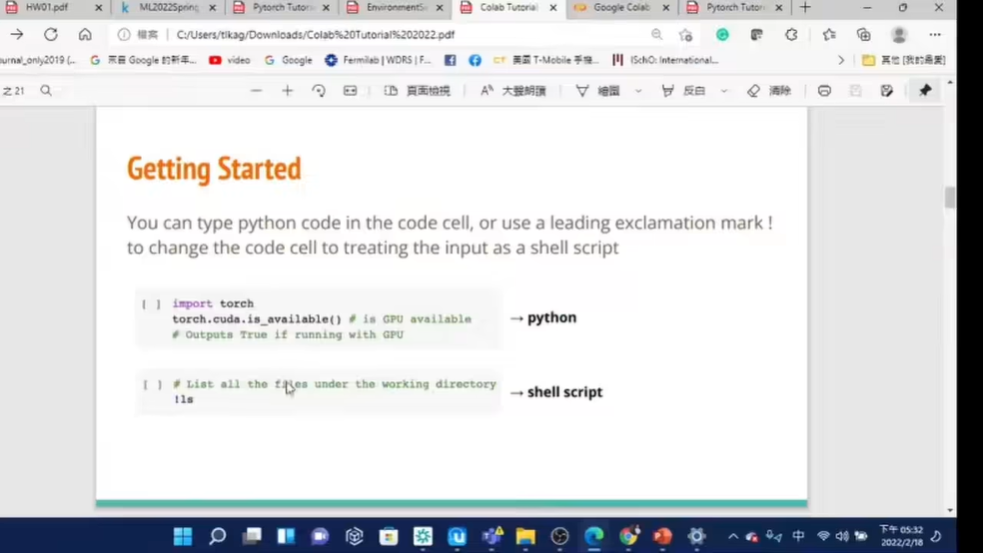 HW01.pdf
ML2022Spring
Pytorch Tutori
EnvironmentS
Colab Tutorial
Google Colab
Pytorch Tutor
檔案
C:/Users/tlkag/Downloads/Colab%20Tutorial%202022.pdf
urnal_only2019 (...
來自 Google 的新年...
video
Google
Fermilab | WDRS | F...
美國 T-Mobile 手機...
ISchO: International...
其他 [我的最愛]
之 21
頁面檢視
大聲朗讀
繪圖
反白
清除
Getting Started
You can type python code in the code cell, or use a leading exclamation mark !
to change the code cell to treating the input as a shell script
[ ] import torch
torch.cuda.is_available() # is GPU available
# Outputs True if running with GPU
→ python
[ ] # List all the files under the working directory
!ls
→ shell script
中
下午 05:32
2022/2/18